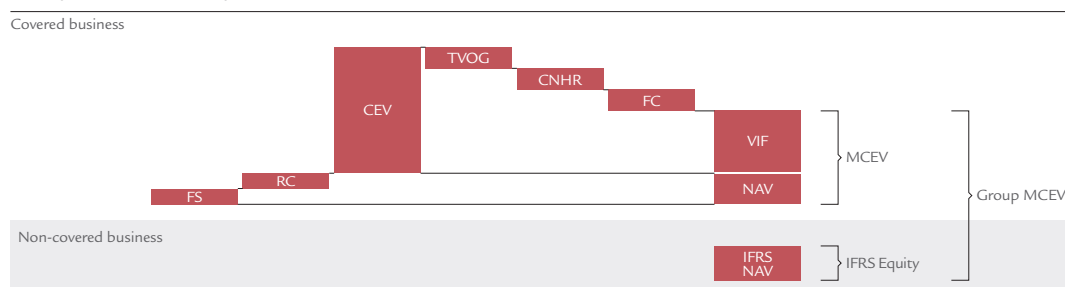 Covered business
TVOG
CNHR
CEV
FC
VIF
MCEV
RC
NAV
FS
Group MCEV
Non-covered business
IFRS
NAV
IFRS Equity